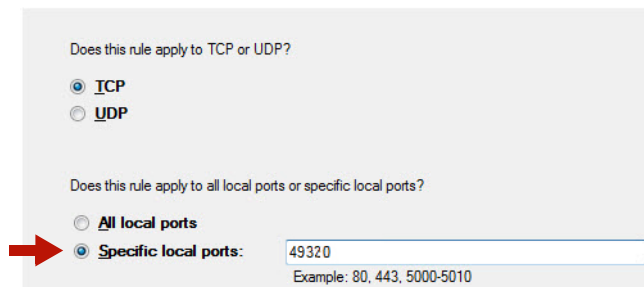 Does this rule apply to TCP or UDP?
TCP
UDP
Does this rule apply to all local ports or specific local ports?
All local ports
Specific local ports: 49320
Example: 80, 443, 5000-5010